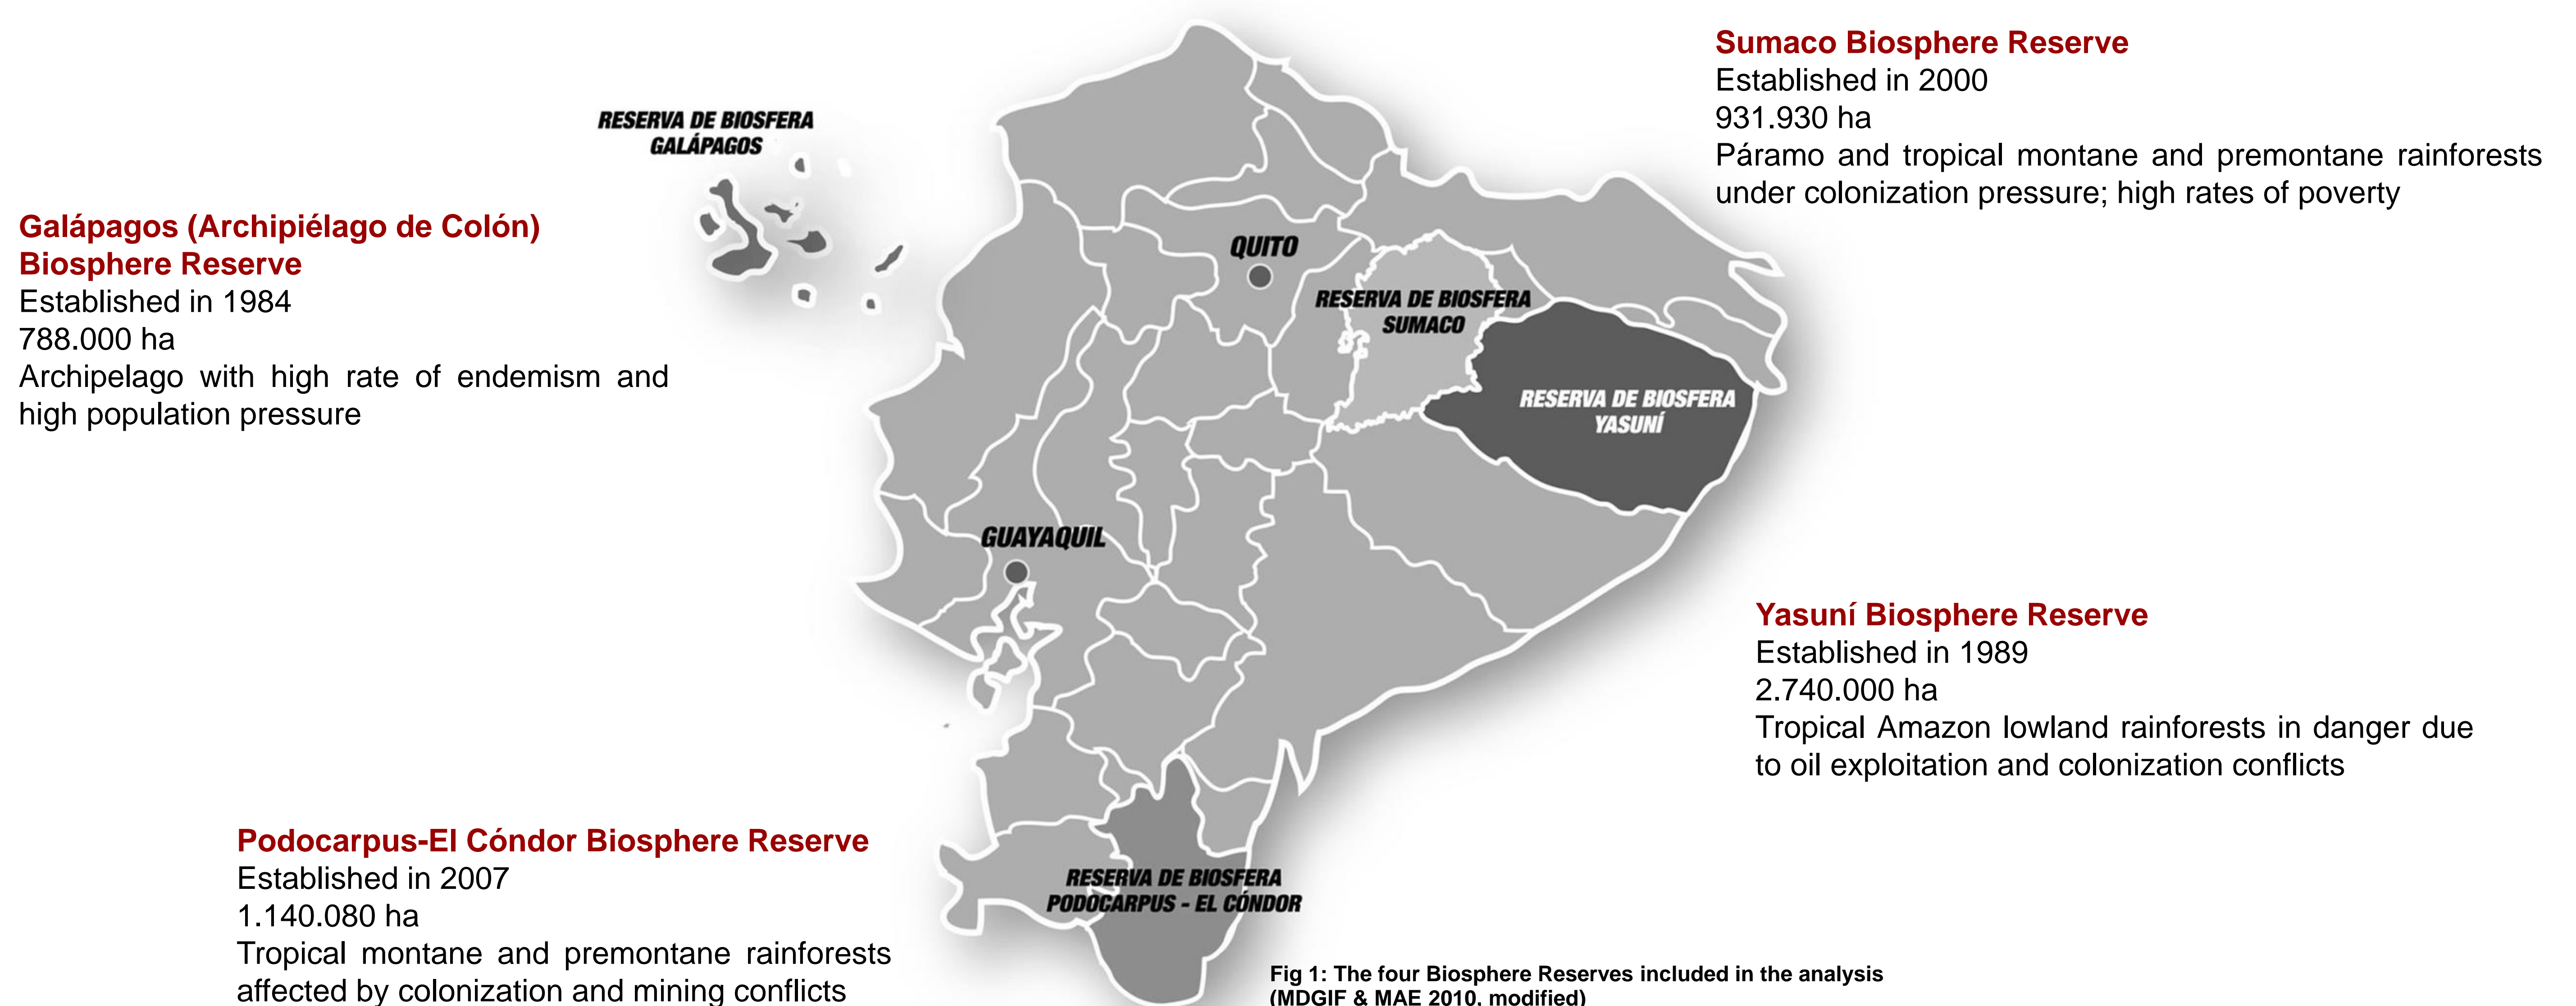 Sumaco Biosphere Reserve
Established in 2000
931.930 ha
Páramo and tropical montane and premontane rainforests
under colonization pressure; high rates of poverty
RESERVA DE BIOSFERA
GALÁPAGOS
Galápagos (Archipiélago de Colón)
Biosphere Reserve
Established in 1984
788.000 ha
Archipelago with high rate of endemism and
high population pressure
QUITO
RESERVA DE BIOSFERA
SUMACO
RESERVA DE BIOSFERA
YASUNÍ
GUAYAQUIL
Yasuní Biosphere Reserve
Established in 1989
2.740.000 ha
Tropical Amazon lowland rainforests in danger due
to oil exploitation and colonization conflicts
Podocarpus-El Cóndor Biosphere Reserve
Established in 2007
1.140.080 ha
Tropical montane and premontane rainforests
affected by colonization and mining conflicts
RESERVA DE BIOSFERA
PODOCARPUS - EL CÓNDOR
Fig 1: The four Biosphere Reserves included in the analysis
(MDGIF & MAE 2010, modified)